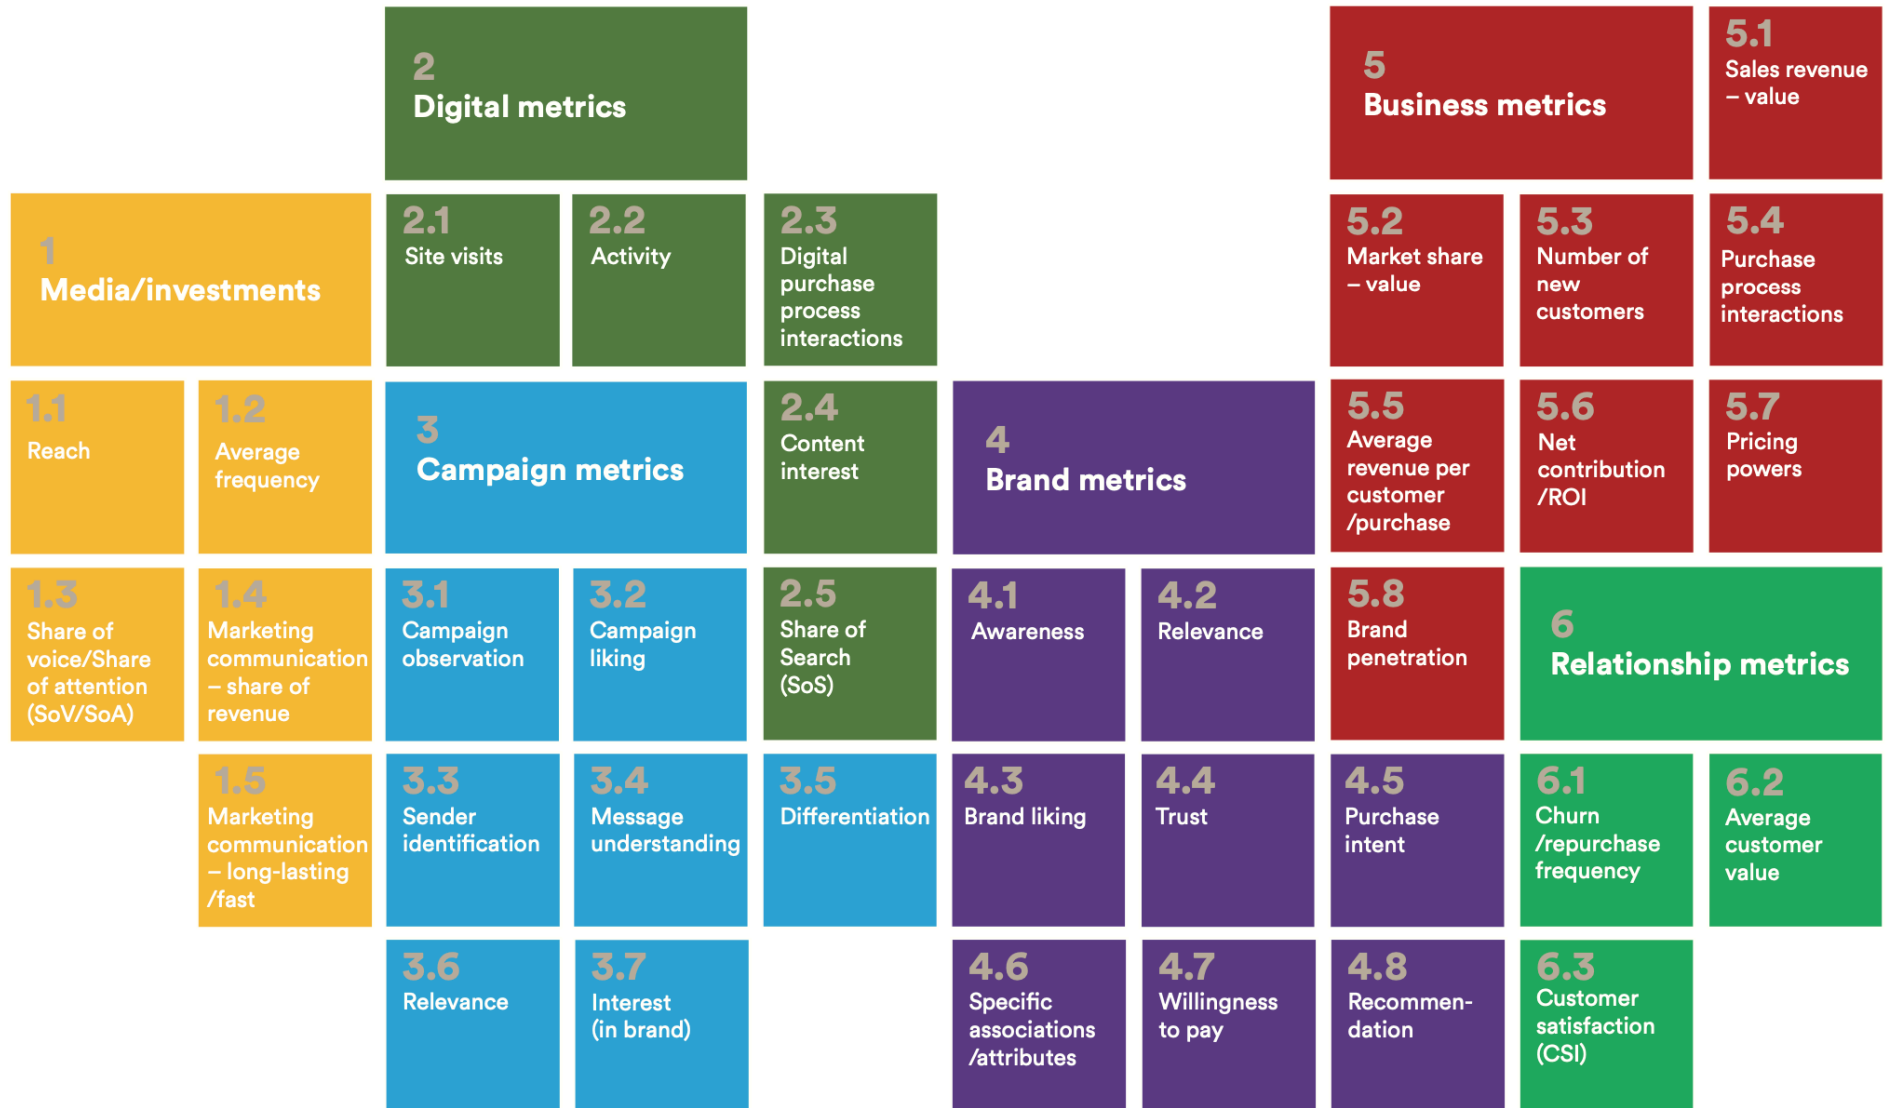 2
Digital metrics
5
Business metrics
5.1
Sales revenue
– value
1
Media/investments
2.1
Site visits
2.2
Activity
2.3
Digital
purchase
process
interactions
5.2
Market share
– value
5.3
Number of
new
customers
5.4
Purchase
process
interactions
1.1
Reach
1.2
Average
frequency
3
Campaign metrics
2.4
Content
interest
4
Brand metrics
5.5
Average
revenue per
customer
/purchase
5.6
Net
contribution
/ROI
5.7
Pricing
powers
1.3
Share of
voice/Share
of attention
(SoV/SoA)
1.4
Marketing
communication
– share of
revenue
3.1
Campaign
observation
3.2
Campaign
liking
2.5
Share of
Search
(SoS)
4.1
Awareness
4.2
Relevance
5.8
Brand
penetration
6
Relationship metrics
1.5
Marketing
communication
– long-lasting
/fast
3.3
Sender
identification
3.4
Message
understanding
3.5
Differentiation
4.3
Brand liking
4.4
Trust
4.5
Purchase
intent
6.1
Churn
/repurchase
frequency
6.2
Average
customer
value
3.6
Relevance
3.7
Interest
(in brand)
4.6
Specific
associations
/attributes
4.7
Willingness
to pay
4.8
Recommen-
dation
6.3
Customer
satisfaction
(CSI)